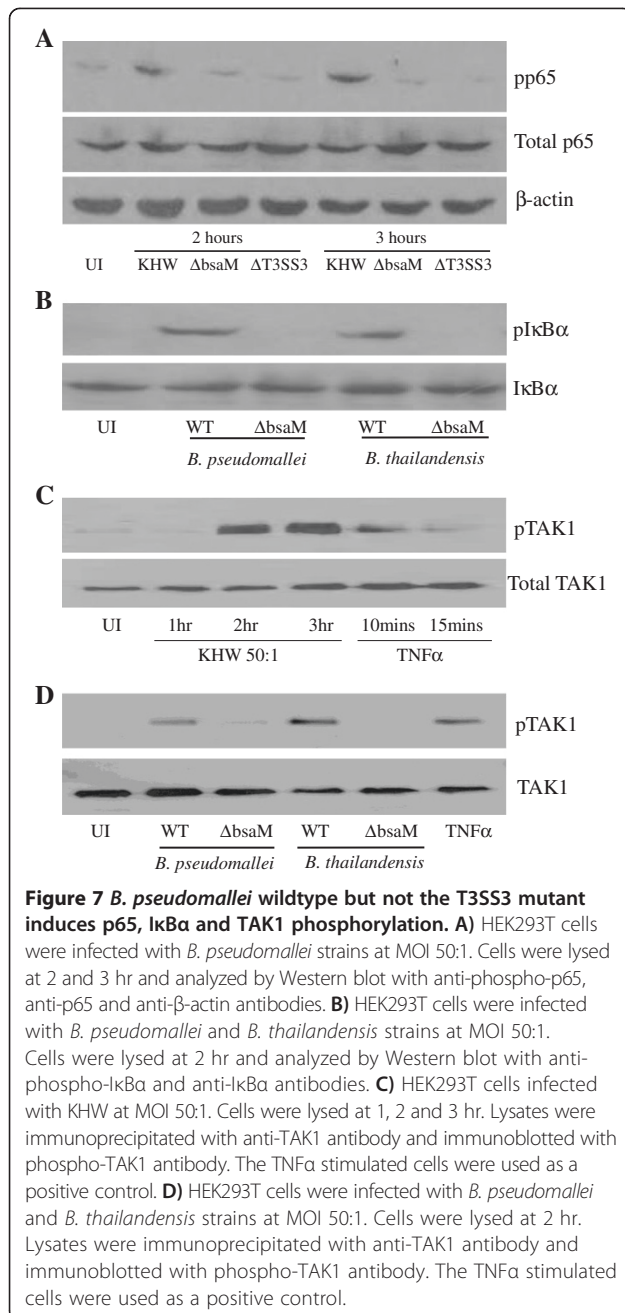 A
pp65
Total p65
β-actin
2 hours 3 hours
UI KHW ΔbsaM ΔT3SS3 KHW ΔbsaM ΔT3SS3
B
pIκBα
IκBα
UI WT ΔbsaM WT ΔbsaM
B. pseudomallei B. thailandensis
C
pTAK1
Total TAK1
UI 1hr 2hr 3hr 10mins 15mins
KHW 50:1 TNFα
D
pTAK1
TAK1
UI WT ΔbsaM WT ΔbsaM TNFα
B. pseudomallei B. thailandensis
Figure 7 B. pseudomallei wildtype but not the T3SS3 mutant
induces p65, IκBα and TAK1 phosphorylation. A) HEK293T cells
were infected with B. pseudomallei strains at MOI 50:1. Cells were lysed
at 2 and 3 hr and analyzed by Western blot with anti-phospho-p65,
anti-p65 and anti-β-actin antibodies. B) HEK293T cells were infected
with B. pseudomallei and B. thailandensis strains at MOI 50:1.
Cells were lysed at 2 hr and analyzed by Western blot with anti-
phospho-IκBα and anti-IκBα antibodies. C) HEK293T cells infected
with KHW at MOI 50:1. Cells were lysed at 1, 2 and 3 hr. Lysates were
immunoprecipitated with anti-TAK1 antibody and immunoblotted with
phospho-TAK1 antibody. The TNFα stimulated cells were used as a
positive control. D) HEK293T cells were infected with B. pseudomallei
and B. thailandensis strains at MOI 50:1. Cells were lysed at 2 hr.
Lysates were immunoprecipitated with anti-TAK1 antibody and
immunoblotted with phospho-TAK1 antibody. The TNFα stimulated
cells were used as a positive control.